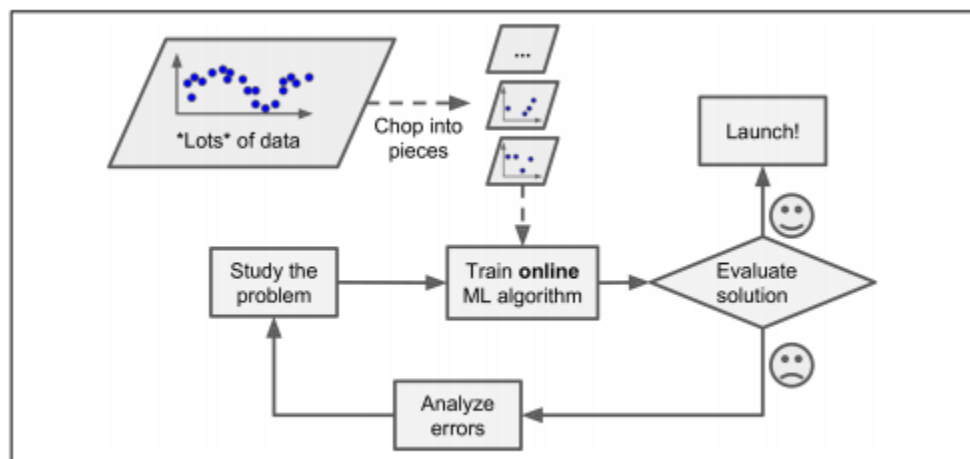 ...
*Lots* of data
Chop into
pieces
Launch!
Study the
problem
Train online
ML algorithm
Evaluate
solution
Analyze
errors